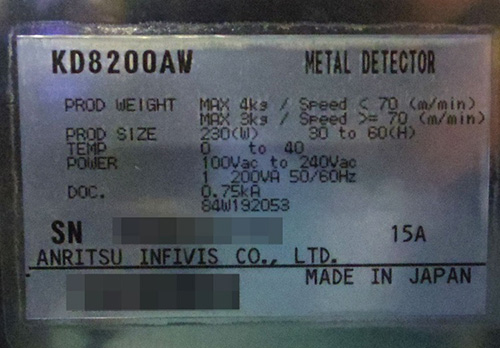 KD8200AW METAL DETECTOR
PROD WEIGHT MAX 4kg / Speed < 70 (m/min)
MAX 3kg / Speed >= 70 (m/min)
PROD SIZE 230(W) 30 to 60(H)
TEMP 0 to 40
POWER 100Vac to 240Vac
1 200VA 50/60Hz
0.75kA
DOC. 84W192053
SN 15A
ANRITSU INFIVIS CO., LTD.
MADE IN JAPAN